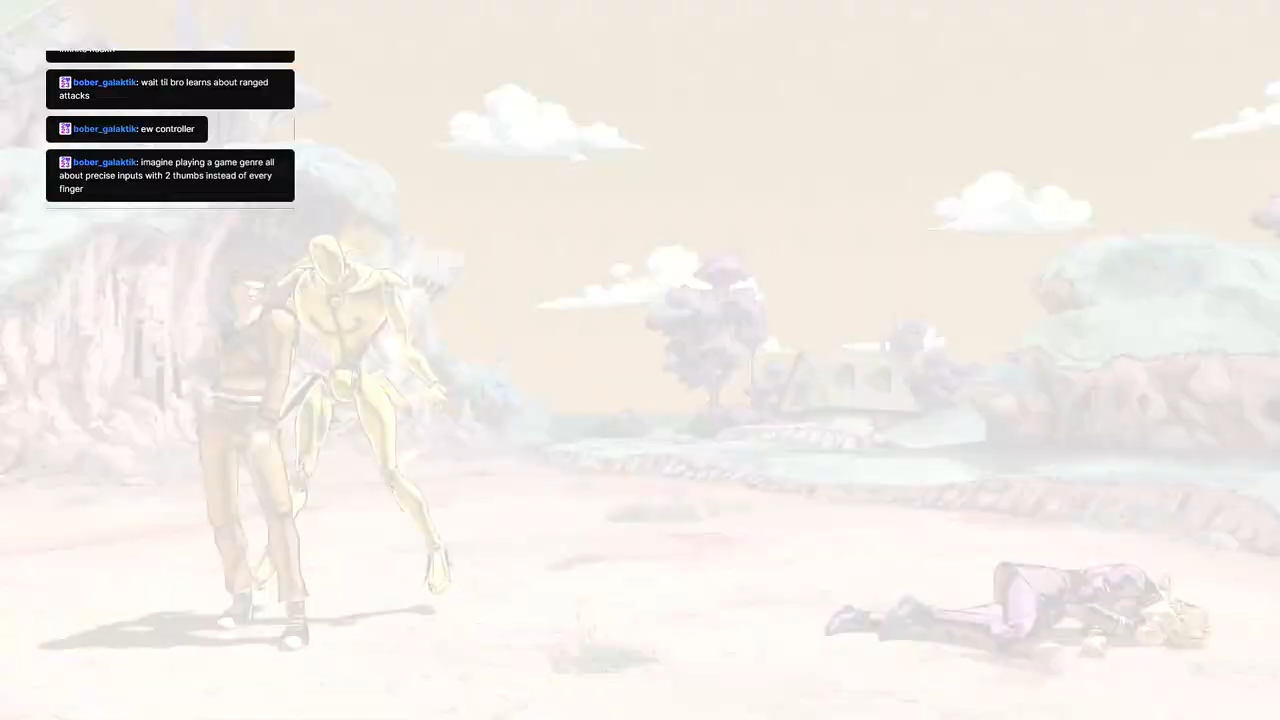 bober_galaktik: wait til bro learns about ranged
attacks
bober_galaktik: ew controller
bober_galaktik: imagine playing a game genre all
about precise inputs with 2 thumbs instead of every
finger